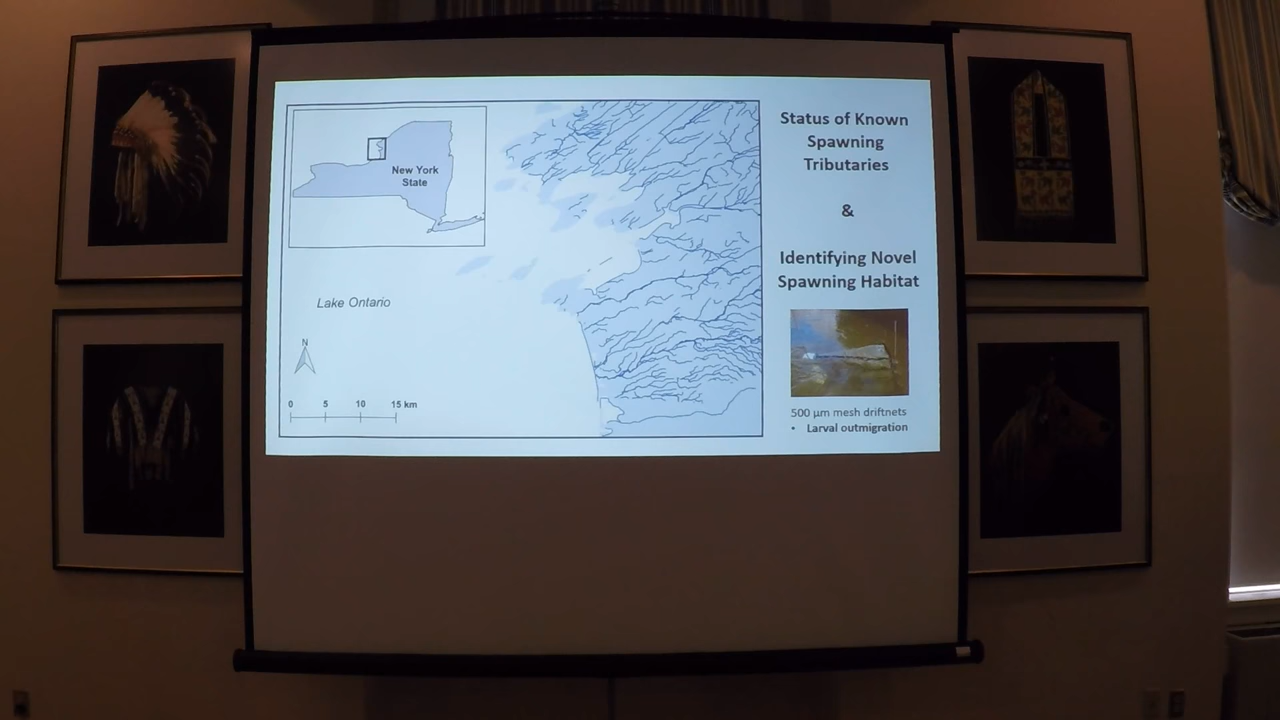 New York
State
Lake Ontario
N
0 5 10 15 km
Status of Known
Spawning
Tributaries
&
Identifying Novel
Spawning Habitat
500 µm mesh driftnets
• Larval outmigration